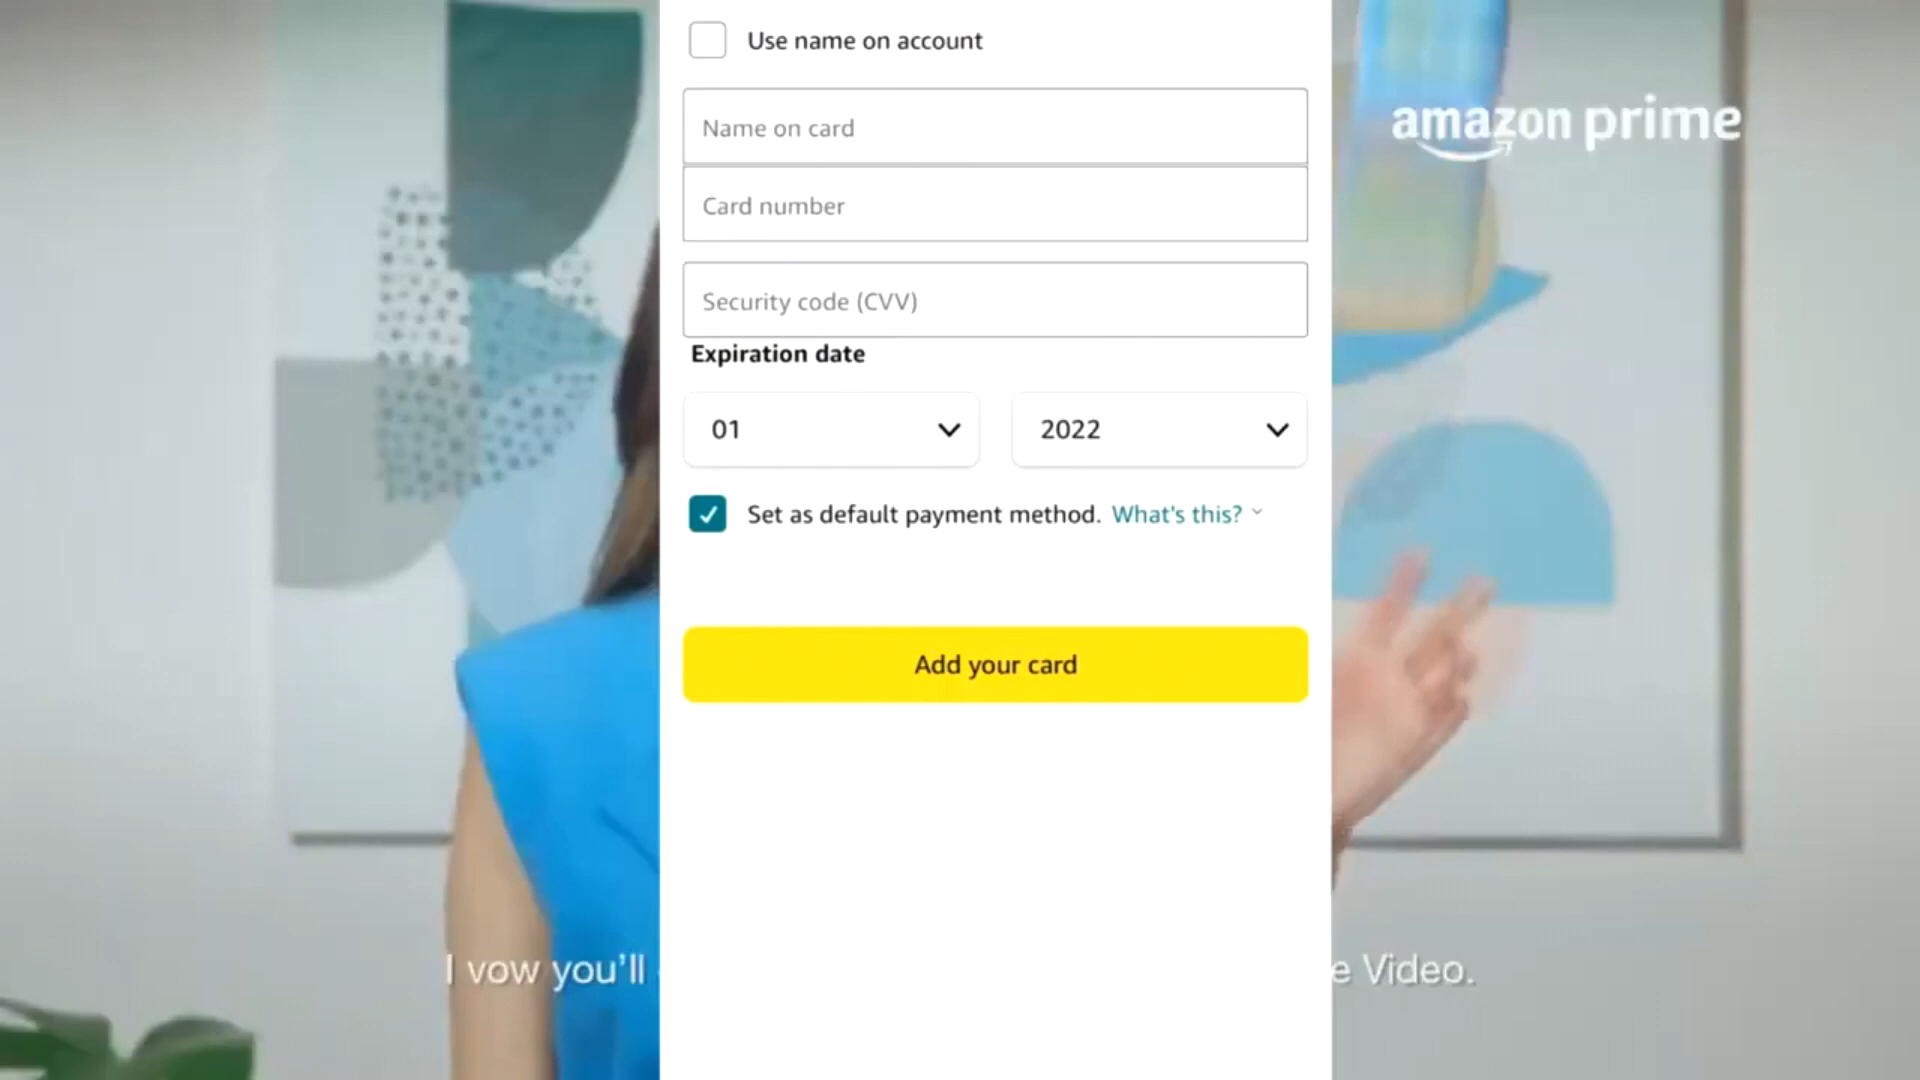 Use name on account
Name on card
amazon prime
Card number
Security code (CVV)
Expiration date
01 2022
Set as default payment method. What's this?
Add your card
I vow you'll e Video.